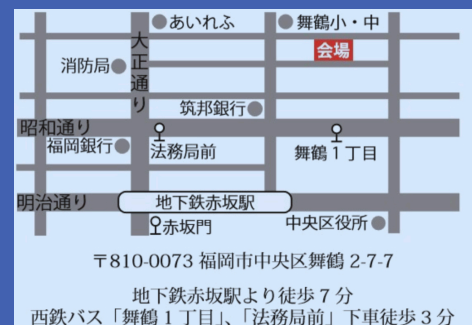 あいれふ
舞鶴小・中
大正通り
会場
消防局
筑邦銀行
昭和通り
福岡銀行
法務局前
舞鶴1丁目
明治通り
地下鉄赤坂駅
赤坂門
中央区役所
〒810-0073 福岡市中央区舞鶴 2-7-7
地下鉄赤坂駅より徒歩 7 分
西鉄バス「舞鶴 1 丁目」、「法務局前」下車徒歩 3 分